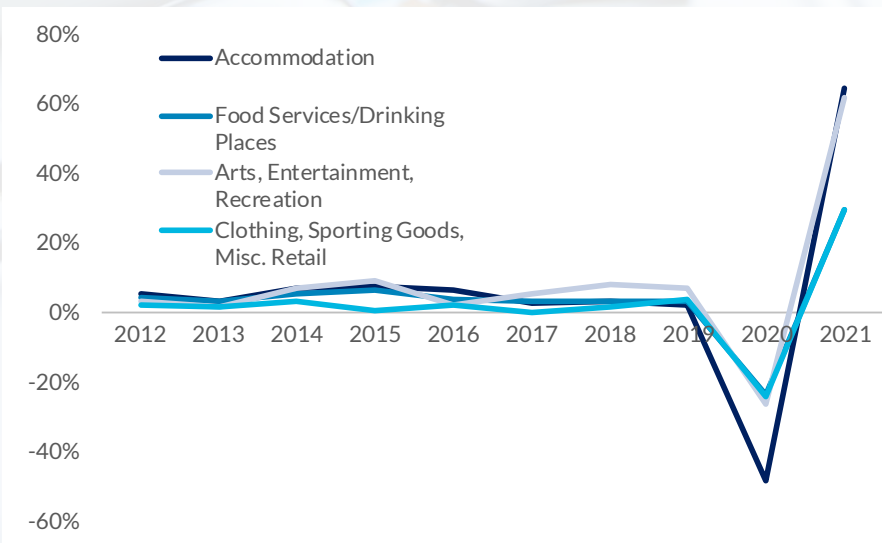 80%
Accommodation
60%
Food Services/Drinking
Places
40%
Arts, Entertainment,
Recreation
20%
Clothing, Sporting Goods,
Misc. Retail
0%
2012 2013 2014 2015 2016 2017 2018 2019 2020 2021
-20%
-40%
-60%